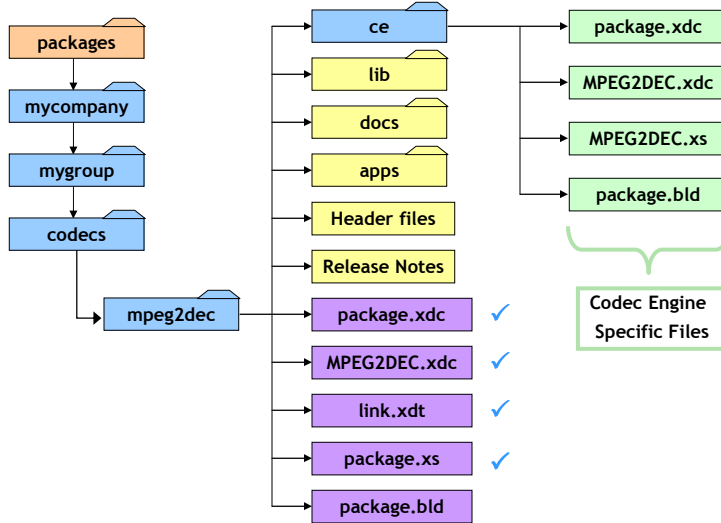 packages
mycompany
mygroup
codecs
mpeg2dec
ce
lib
docs
apps
Header files
Release Notes
package.xdc
MPEG2DEC.xdc
link.xdt
package.xs
package.bld
package.xdc
MPEG2DEC.xdc
MPEG2DEC.xs
package.bld
Codec Engine
Specific Files